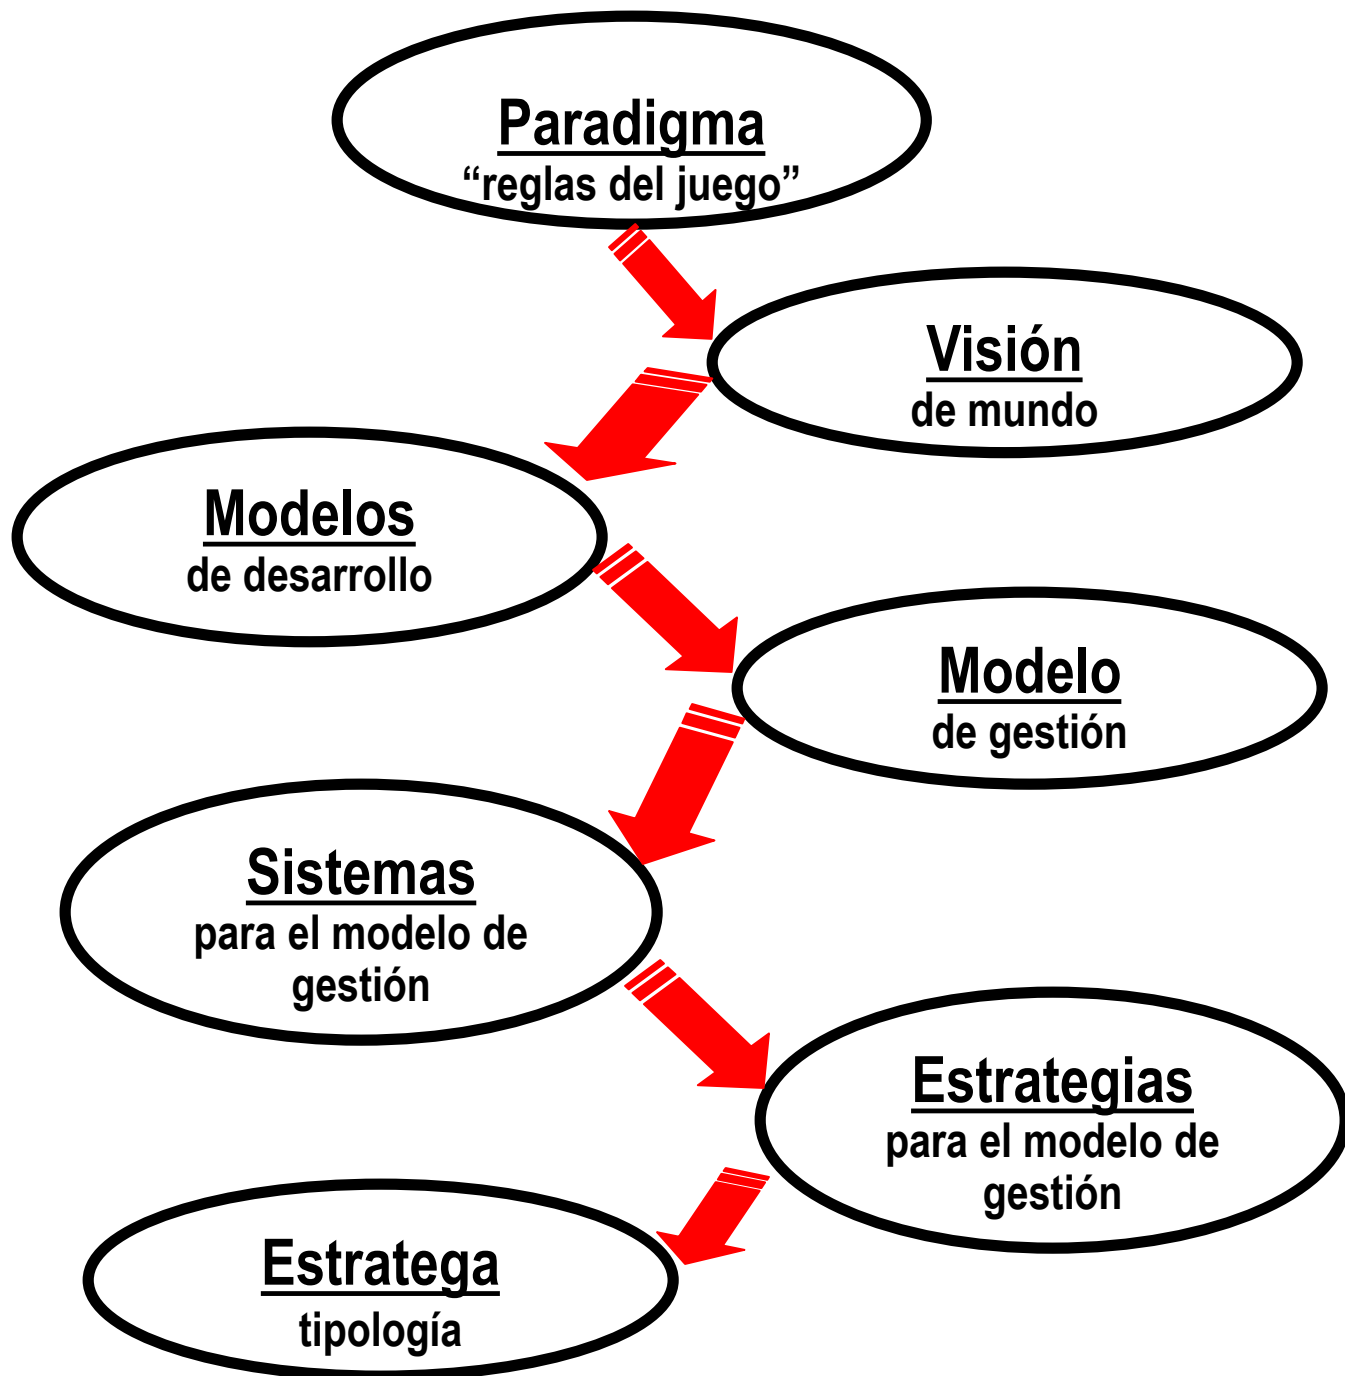 Paradigma
“reglas del juego”
Visión
de mundo
Modelos
de desarrollo
Modelo
de gestión
Sistemas
para el modelo de
gestión
Estrategias
para el modelo de
gestión
Estratega
tipología